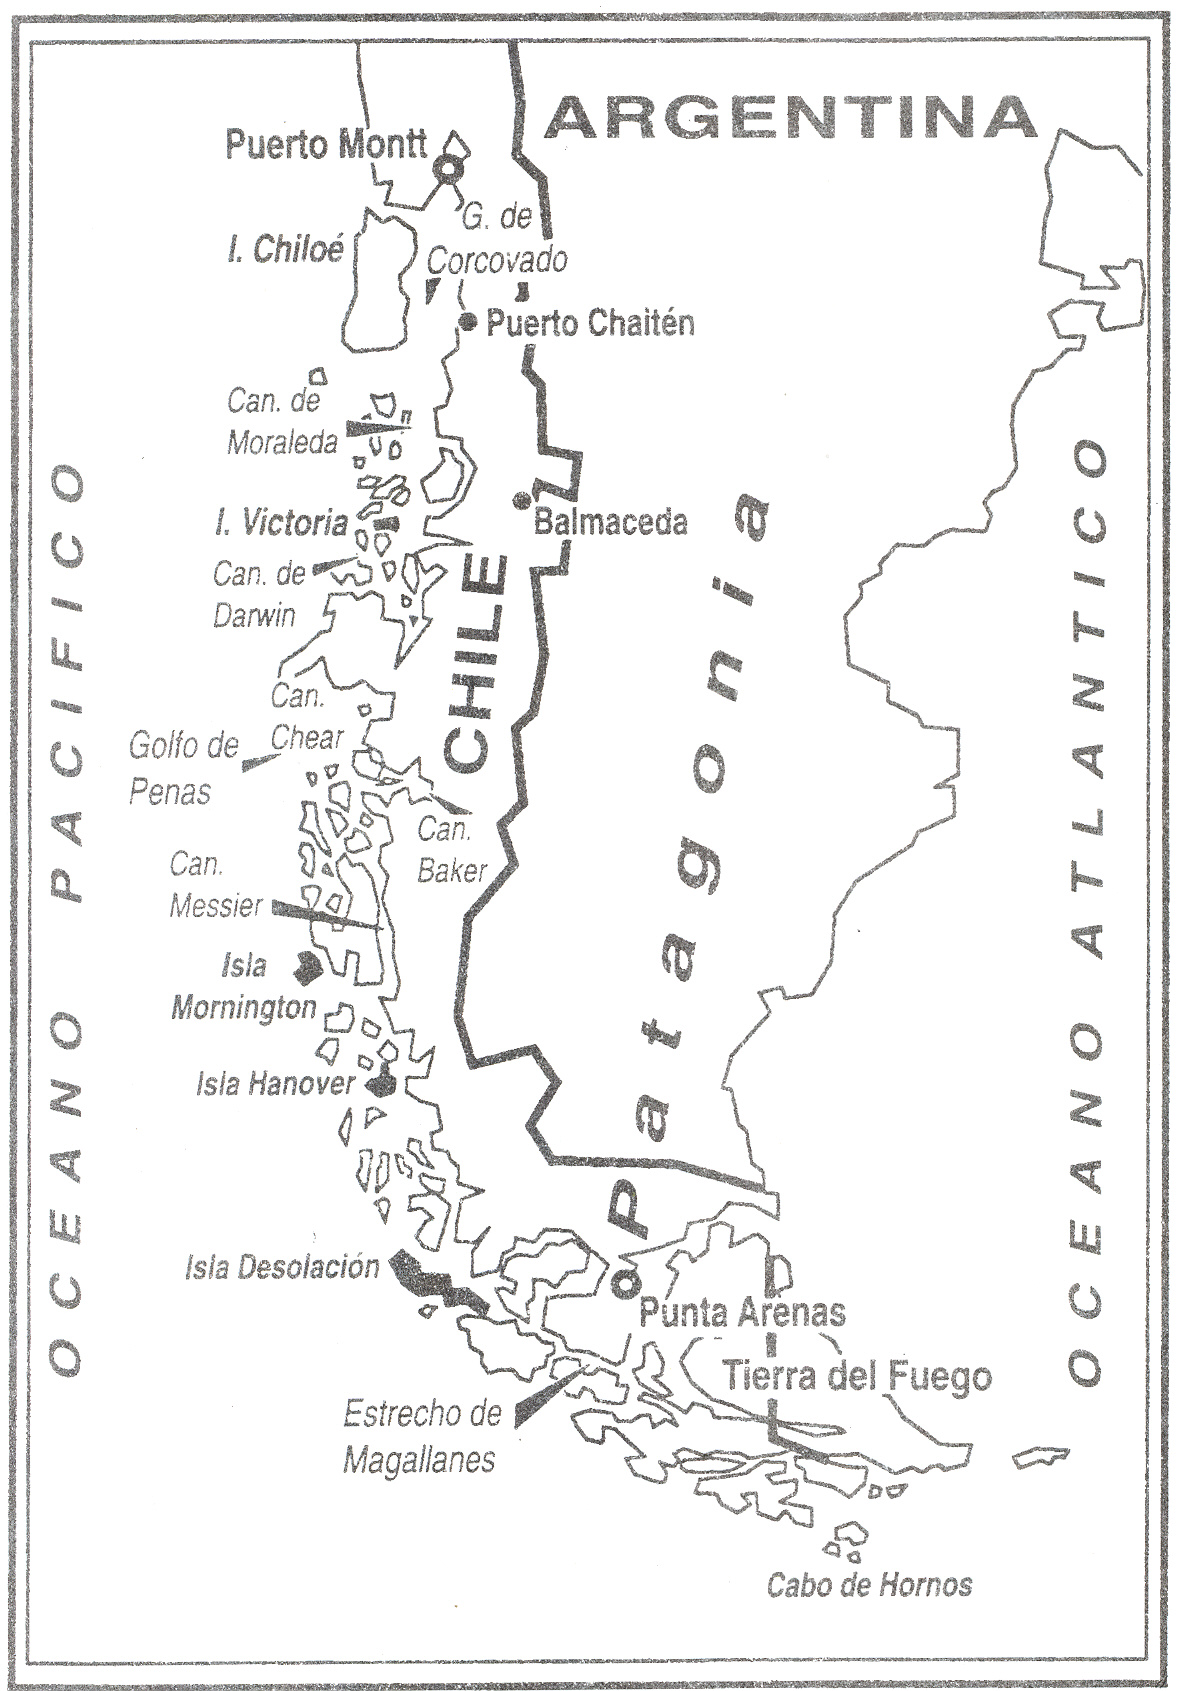 ARGENTINA
Puerto Montt
G. de
Corcovado
I. Chiloé
Puerto Chaitén
Can. de
Moraleda
I. Victoria
Balmaceda
Can. de
Darwin
CHILE
Patagonia
OCEANO PACIFICO
OCEANO ATLANTICO
Can.
Chear
Golfo de
Penas
Can.
Baker
Can.
Messier
Isla
Mornington
Isla Hanover
Isla Desolación
Punta Arenas
Tierra del Fuego
Estrecho de
Magallanes
Cabo de Hornos